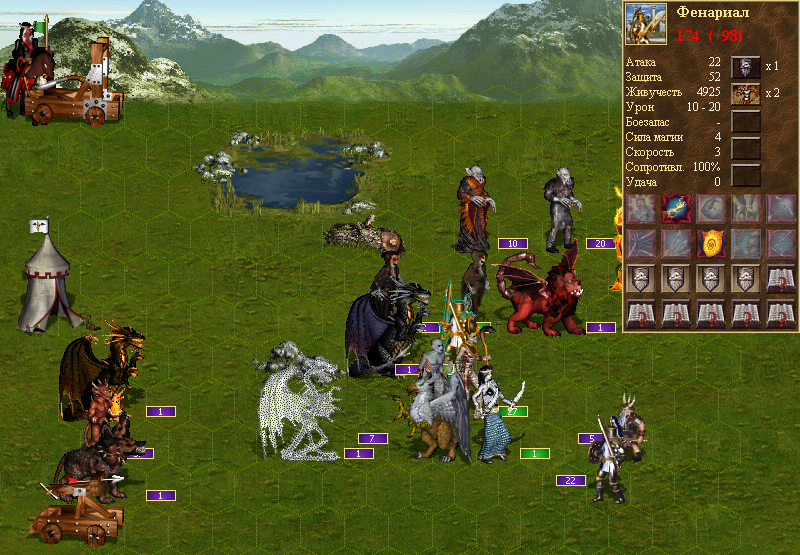 Фенариал
174 (+98)
Атака 22
Защита 52
x 1
Живучесть 4925
x 2
Урон 10 - 20
Боезапас -
Сила магии 4
Скорость 3
Сопротивл. 100%
Удача 0
10
20
1
1
1
27
7
1
1
5
22
1